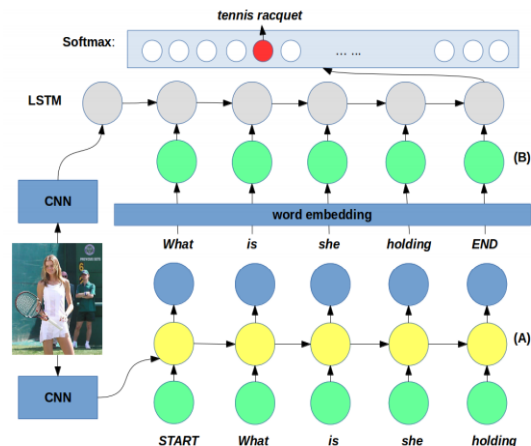 tennis racquet
Softmax:
... ...
LSTM
(B)
CNN
word embedding
What is she holding END
(A)
CNN
START What is she holding